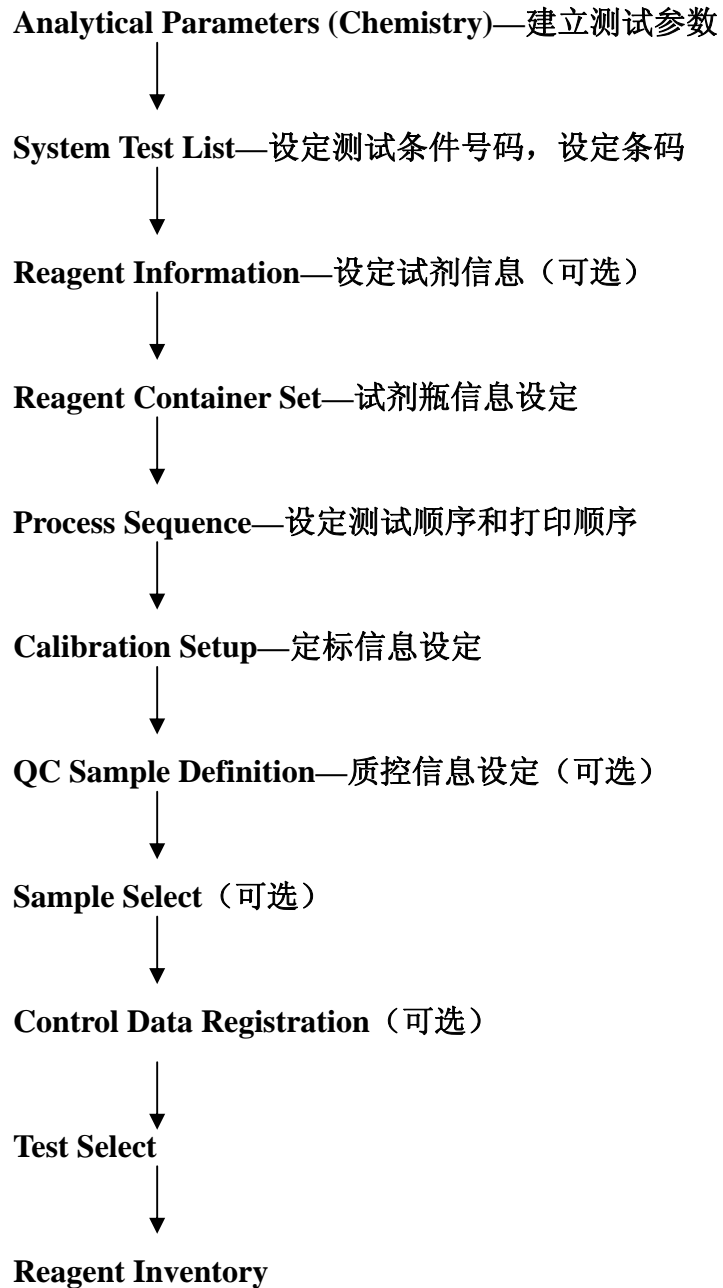 Analytical Parameters (Chemistry)—建立测试参数
System Test List—设定测试条件号码，设定条码
Reagent Information—设定试剂信息（可选）
Reagent Container Set—试剂瓶信息设定
Process Sequence—设定测试顺序和打印顺序
Calibration Setup—定标信息设定
QC Sample Definition—质控信息设定（可选）
Sample Select（可选）
Control Data Registration（可选）
Test Select
Reagent Inventory